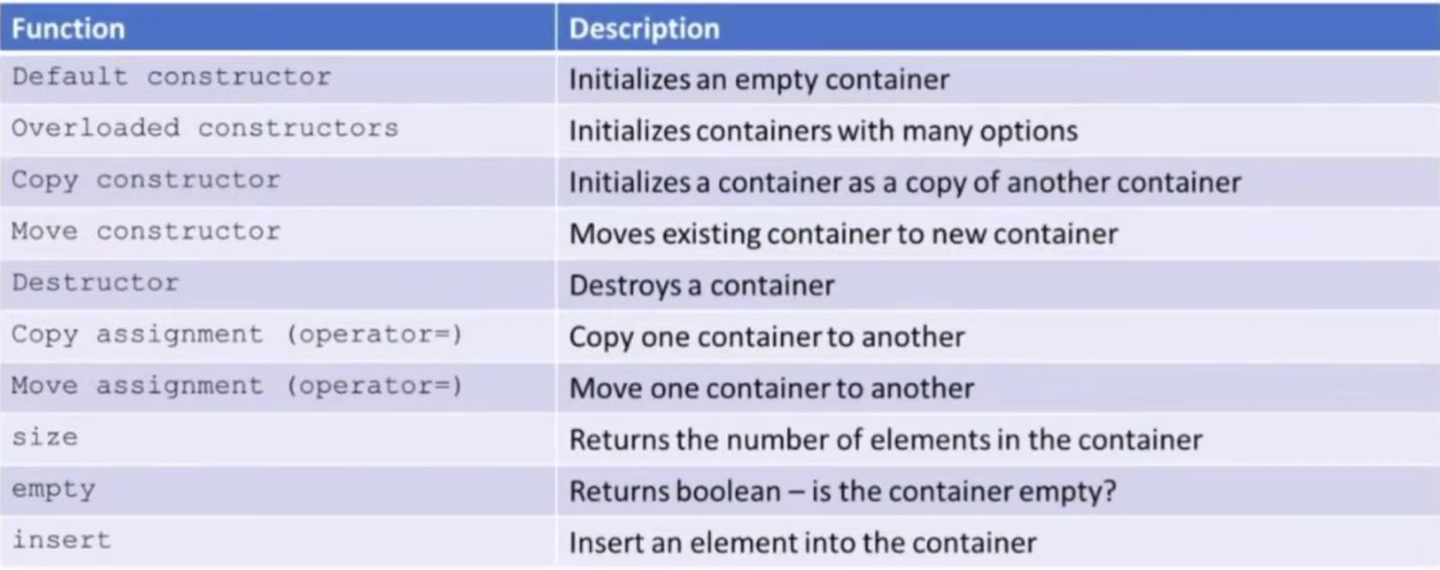 Function Description
Default constructor Initializes an empty container
Overloaded constructors Initializes containers with many options
Copy constructor Initializes a container as a copy of another container
Move constructor Moves existing container to new container
Destructor Destroys a container
Copy assignment (operator=) Copy one container to another
Move assignment (operator=) Move one container to another
size Returns the number of elements in the container
empty Returns boolean – is the container empty?
insert Insert an element into the container